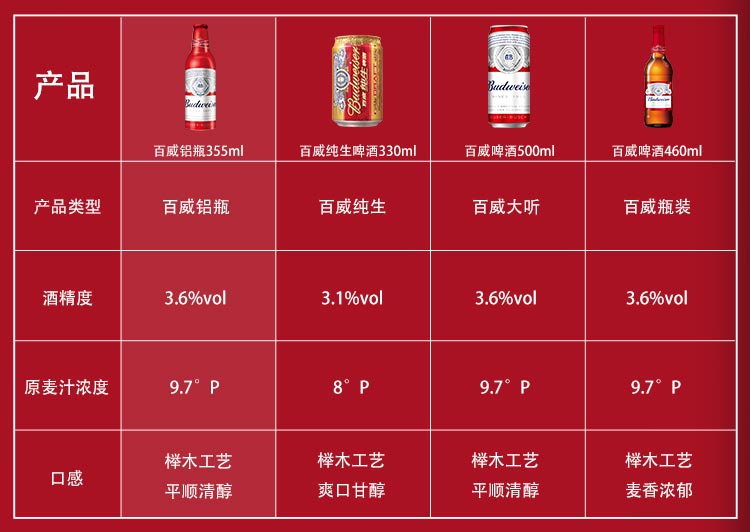 产品
Budweiser
Budweiser
百威纯生啤酒
Budweiser
Budweiser
百威铝瓶355ml
百威纯生啤酒330ml
百威啤酒500ml
百威啤酒460ml
产品类型
百威铝瓶
百威纯生
百威大听
百威瓶装
酒精度
3.6%vol
3.1%vol
3.6%vol
3.6%vol
原麦汁浓度
9.7°P
8°P
9.7°P
9.7°P
口感
榉木工艺
平顺清醇
榉木工艺
爽口甘醇
榉木工艺
平顺清醇
榉木工艺
麦香浓郁